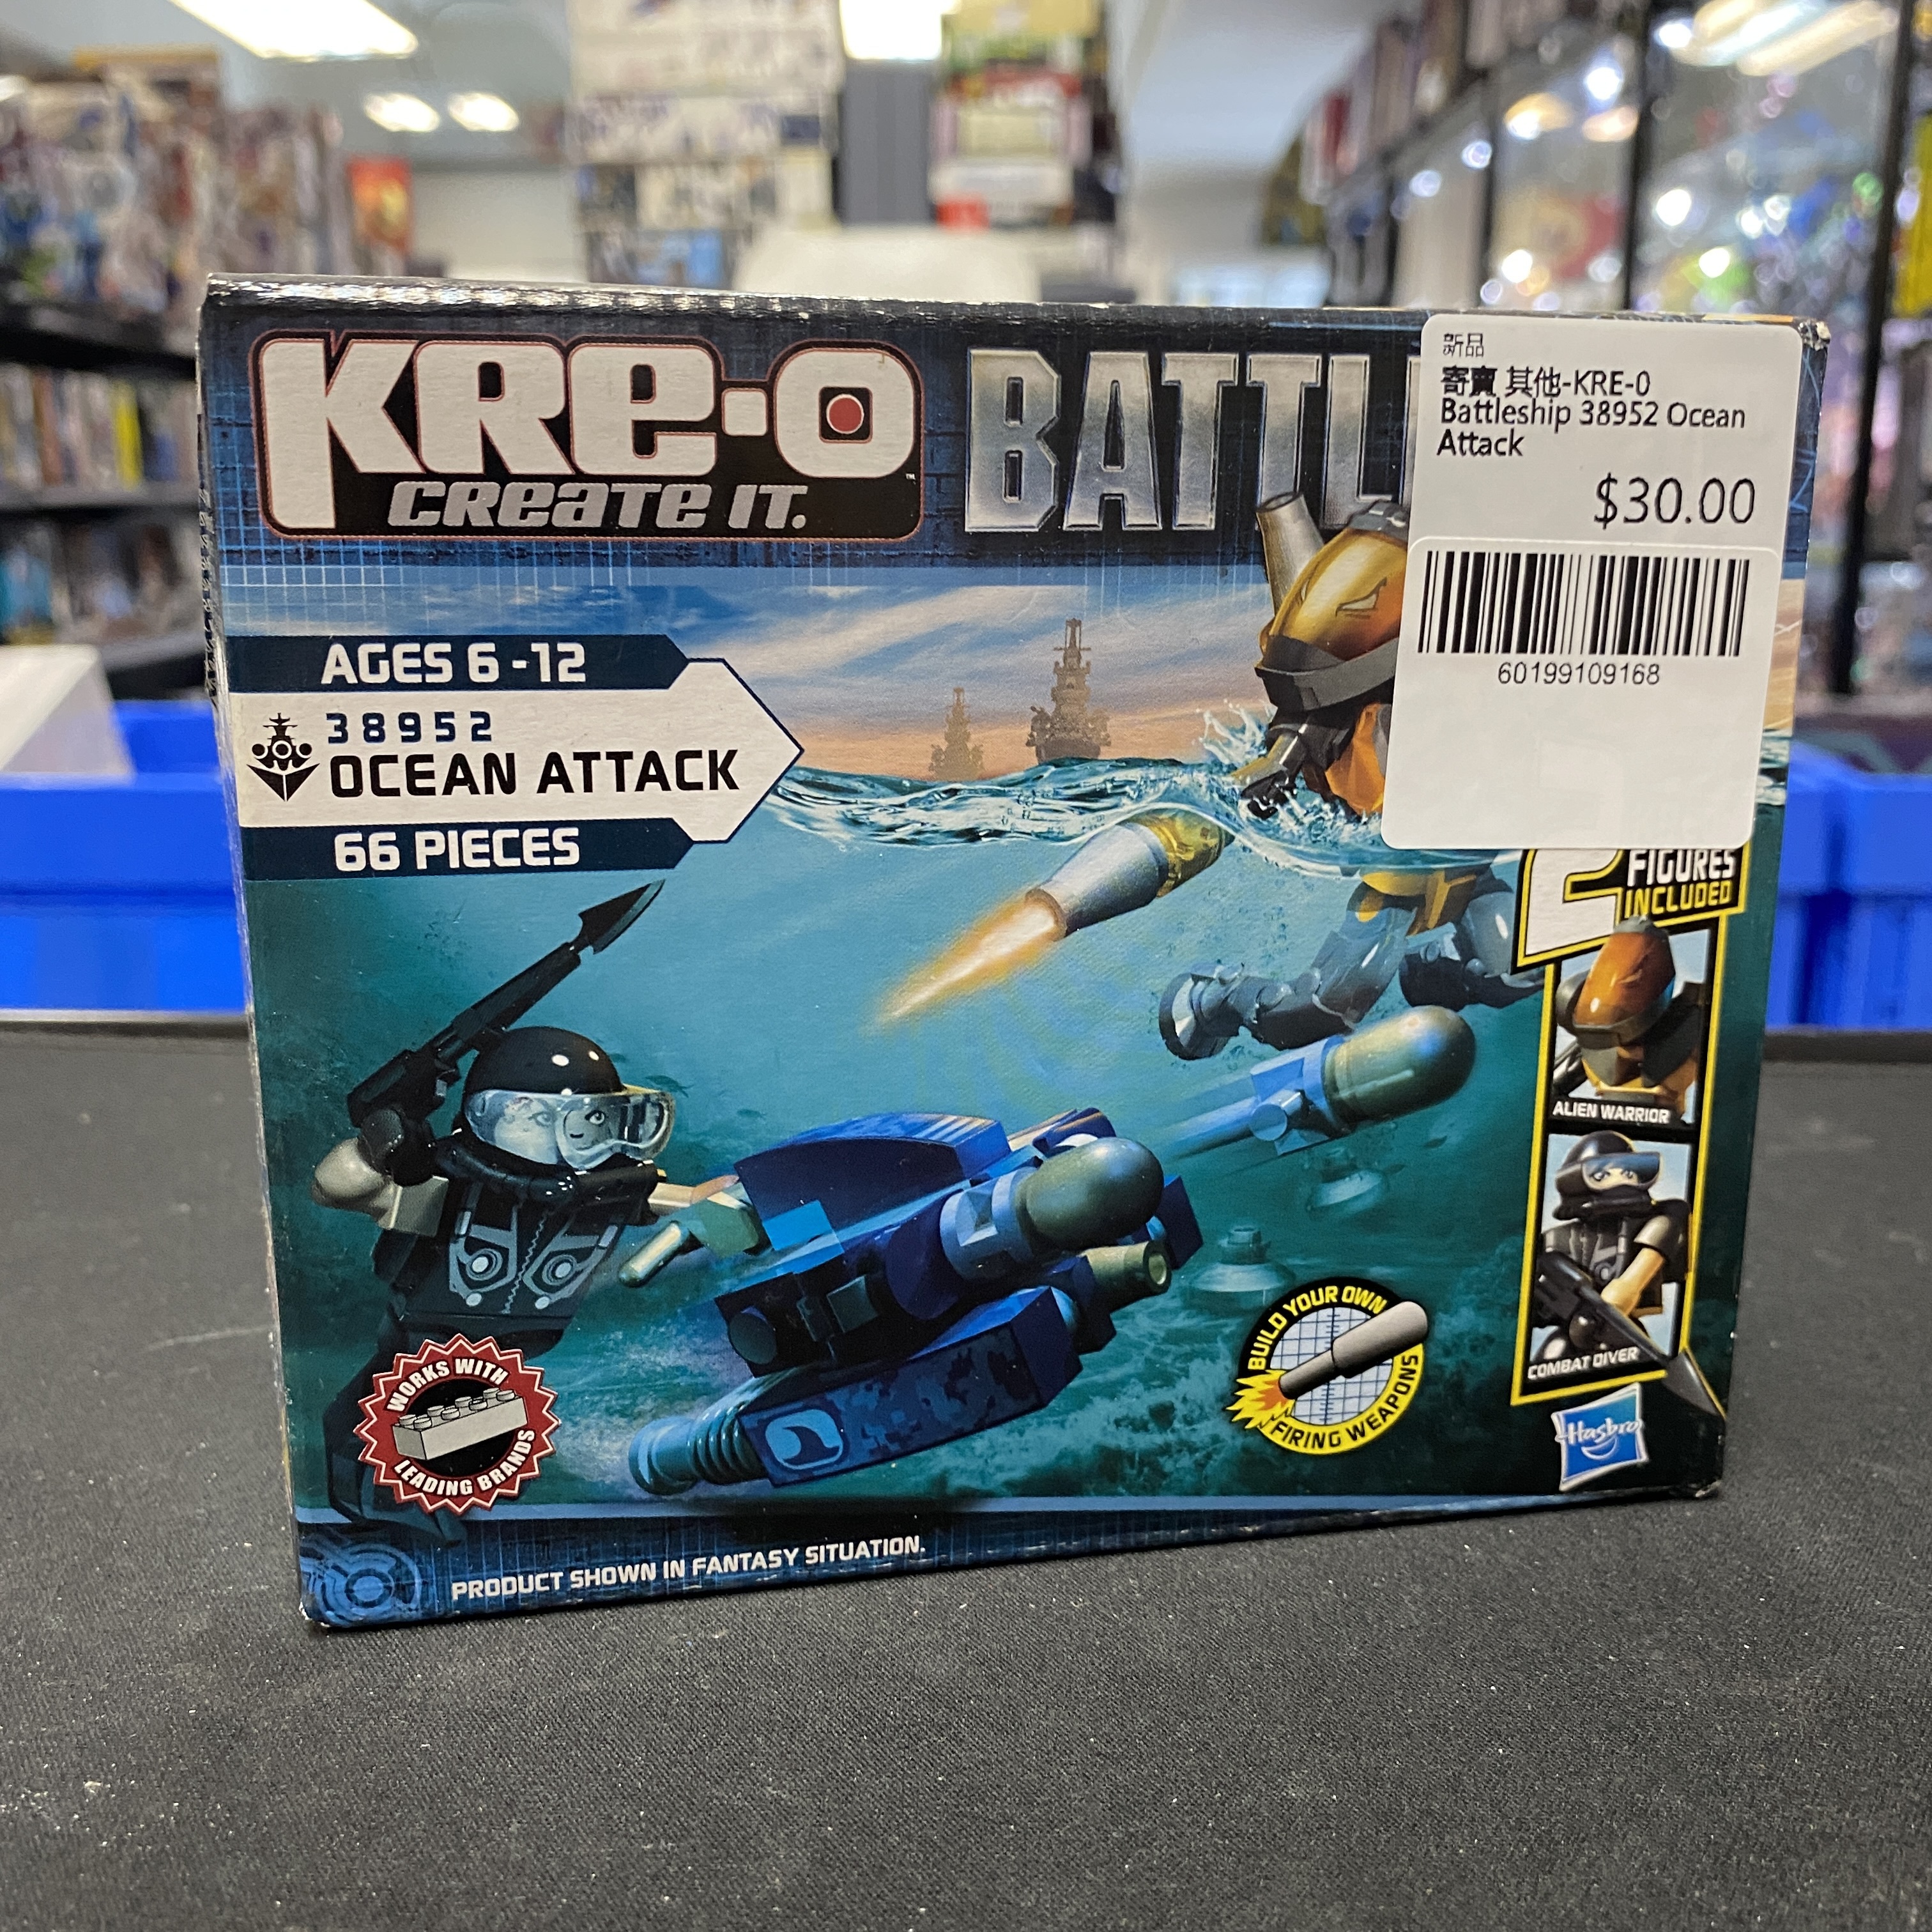 KRE-O
CREATE IT.
™
BATTL
新品
寄賣 其他-KRE-0
Battleship 38952 Ocean
Attack
$30.00
60199109168
AGES 6-12
38952
OCEAN ATTACK
66 PIECES
2 FIGURES
INCLUDED
ALIEN WARRIOR
COMBAT DIVER
WORKS WITH
LEADING BRANDS
BUILD YOUR OWN
FIRING WEAPONS
Hasbro
PRODUCT SHOWN IN FANTASY SITUATION.